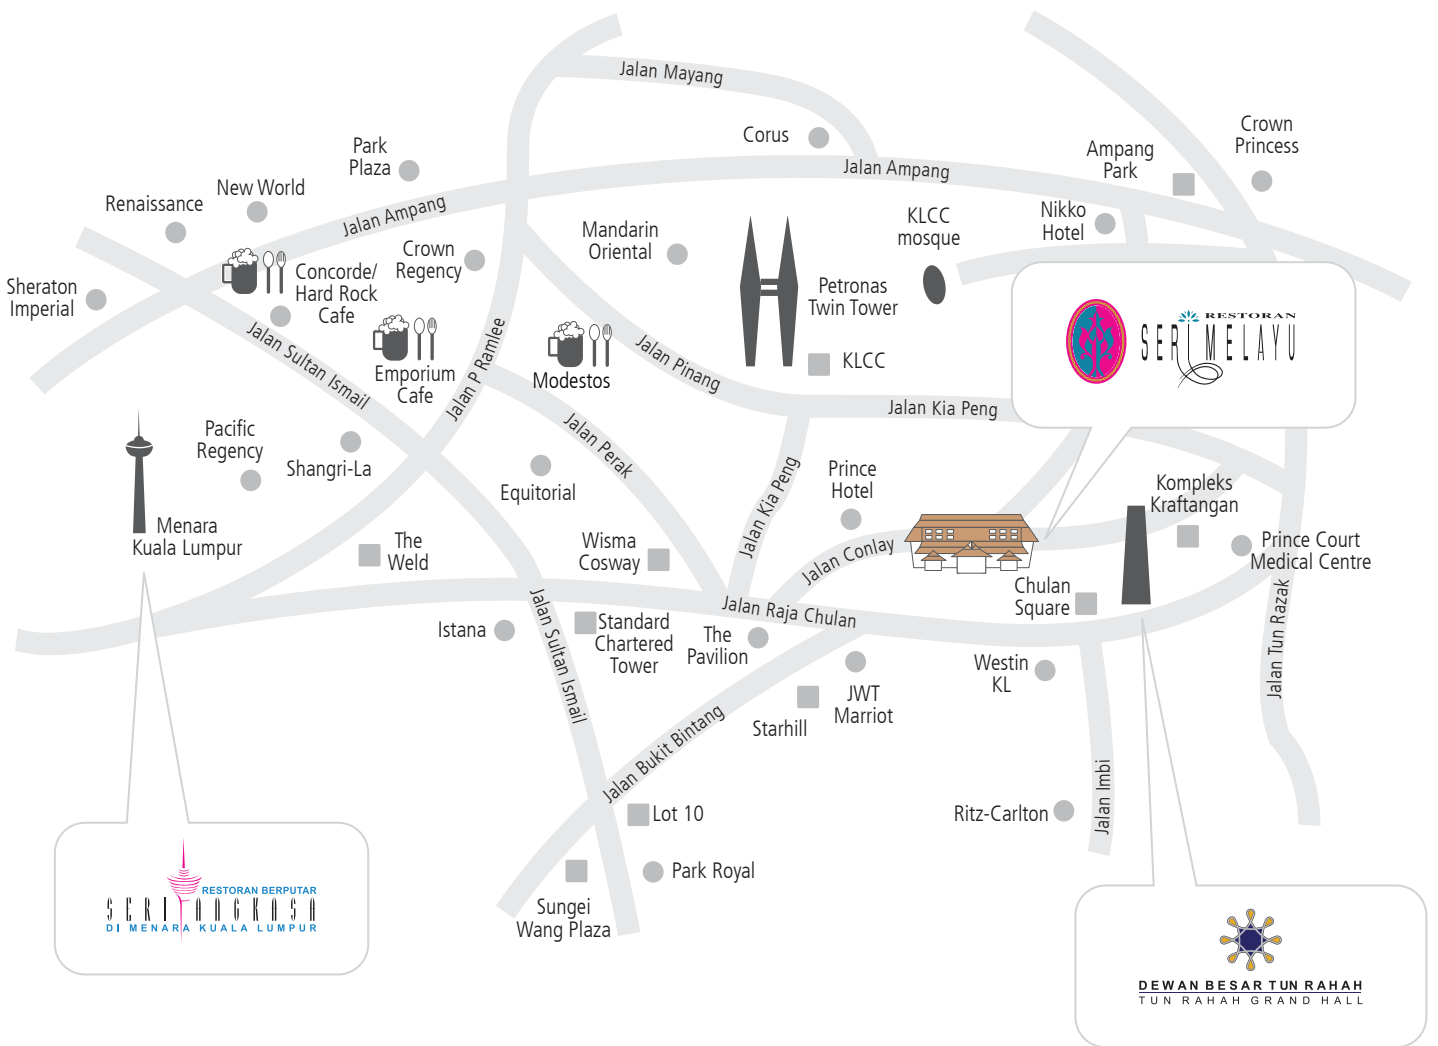 Jalan Mayang
Corus
Crown
Princess
Park
Plaza
Ampang
Park
Jalan Ampang
New World
Renaissance
Jalan Ampang
Nikko
Hotel
KLCC
mosque
Mandarin
Oriental
Crown
Regency
Concorde/
Hard Rock
Cafe
Sheraton
Imperial
Petronas
Twin Tower
RESTORAN
SERI MELAYU
Jalan Sultan Ismail
Jalan P Ramlee
Jalan Pinang
KLCC
Emporium
Cafe
Modestos
Jalan Kia Peng
Pacific
Regency
Shangri-La
Jalan Perak
Equitorial
Jalan Kia Peng
Prince
Hotel
Kompleks
Kraftangan
Menara
Kuala Lumpur
The
Weld
Wisma
Cosway
Jalan Conlay
Prince Court
Medical Centre
Chulan
Square
Jalan Raja Chulan
Istana
Jalan Sultan Ismail
Standard
Chartered
Tower
The
Pavilion
JWT
Marriot
Starhill
Westin
KL
Jalan Tun Razak
Jalan Bukit Bintang
Jalan Imbi
Lot 10
Ritz-Carlton
Park Royal
Sungei
Wang Plaza
RESTORAN BERPUTAR
SERI ANGKASA
DI MENARA KUALA LUMPUR
DEWAN BESAR TUN RAHAH
TUN RAHAH GRAND HALL